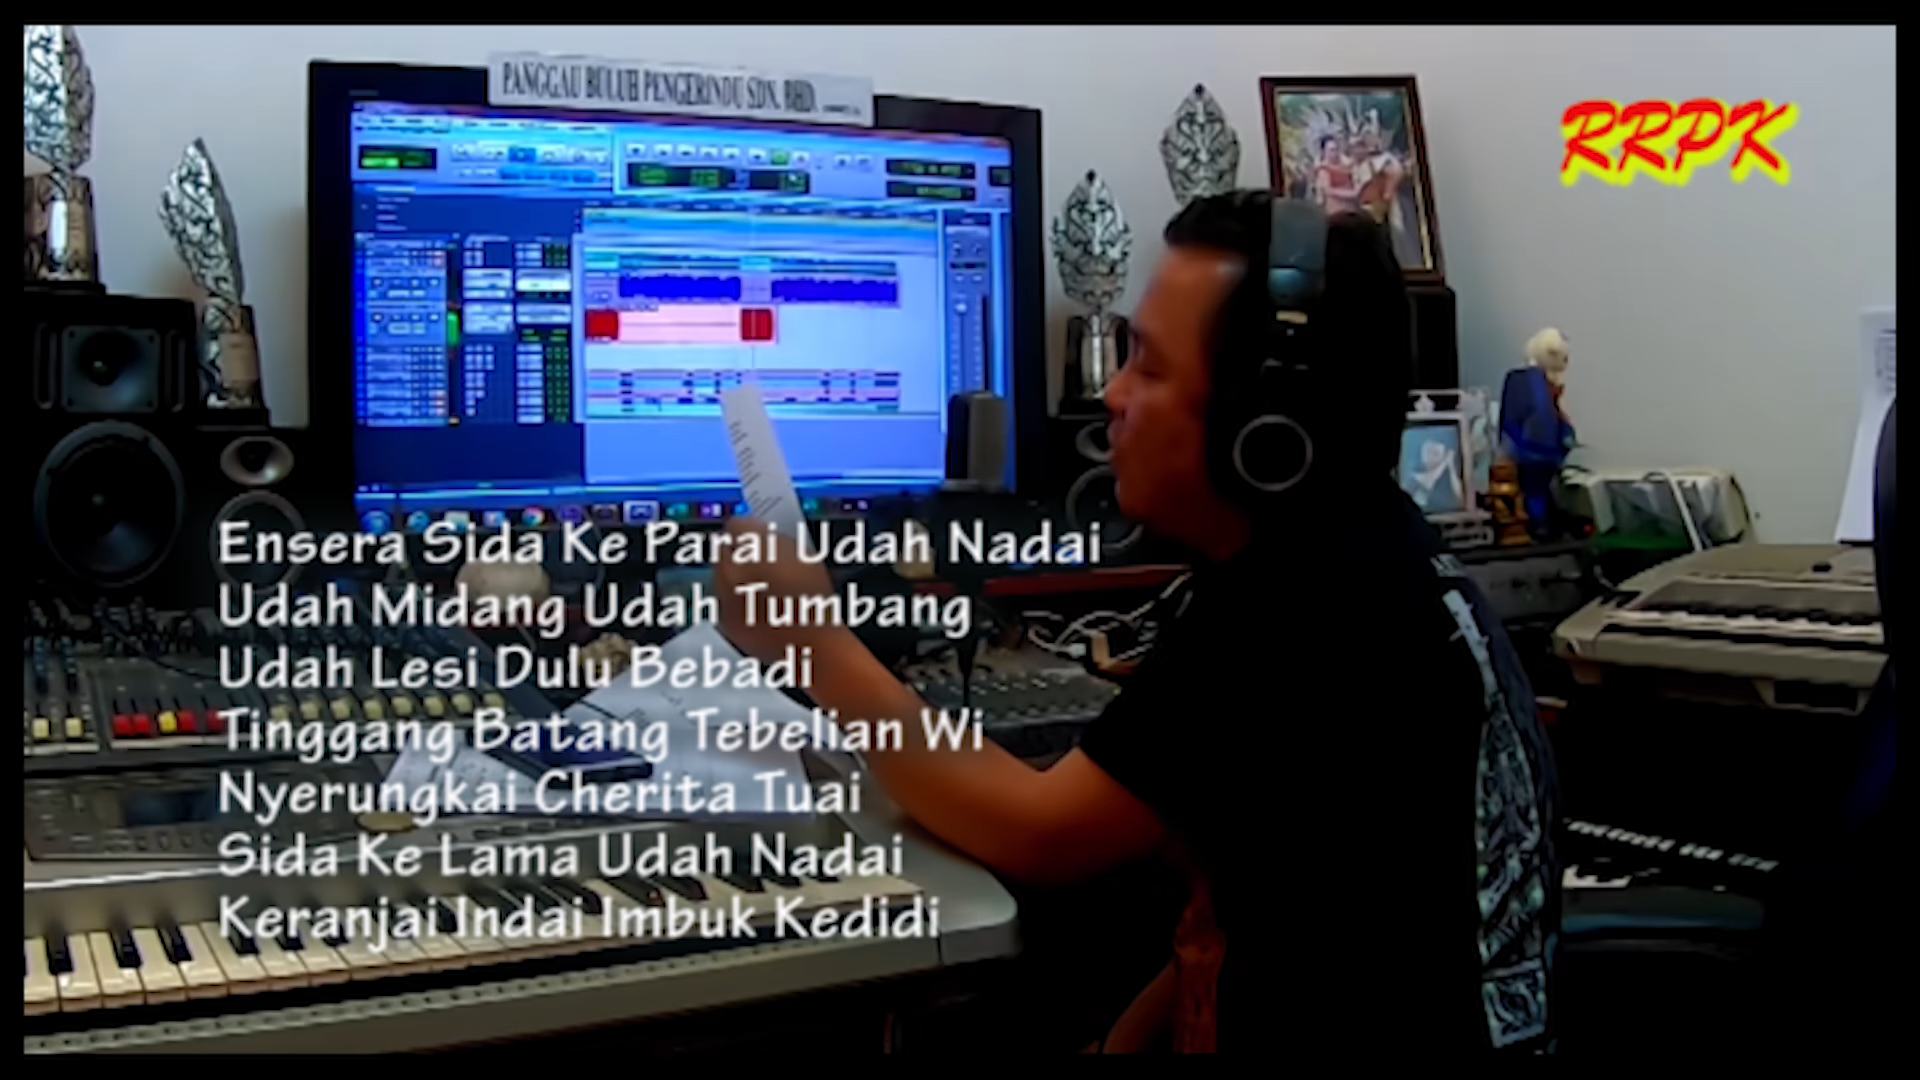 PANGGAU BULUH PENGERINDU SDN. BHD.
RRPK
Ensera Sida Ke Parai Udah Nadai
Udah Midang Udah Tumbang
Udah Lesi Dulu Bebadi
Tinggang Batang Tebelian Wi
Nyerungkai Cherita Tuai
Sida Ke Lama Udah Nadai
Keranjai Indai Imbuk Kedidi